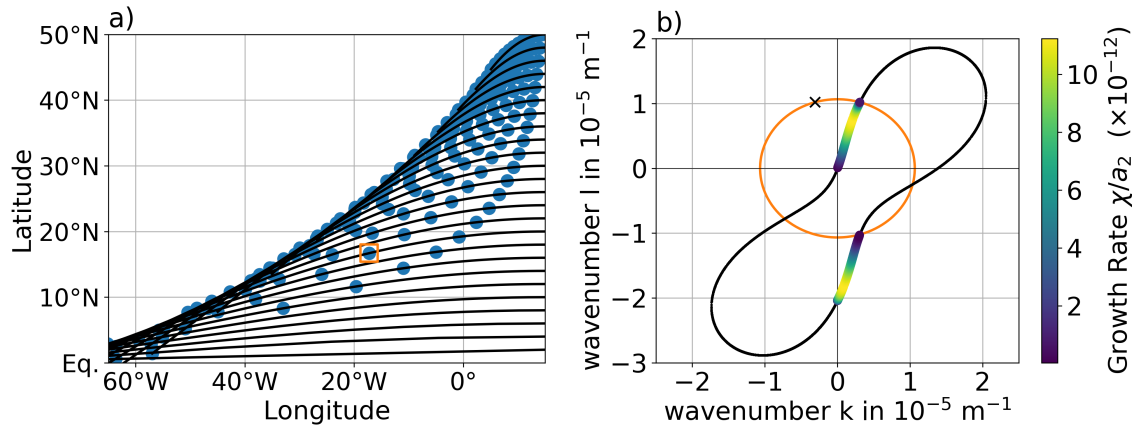 a)
50°N
40°N
30°N
20°N
10°N
Eq.
Latitude
60°W
40°W
20°W
0°
Longitude
b)
2
1
0
−1
−2
−3
wavenumber l in 10⁻⁵ m⁻¹
−2
−1
0
1
2
wavenumber k in 10⁻⁵ m⁻¹
10
8
6
4
2
Growth Rate χ/a₂ (×10⁻¹²)